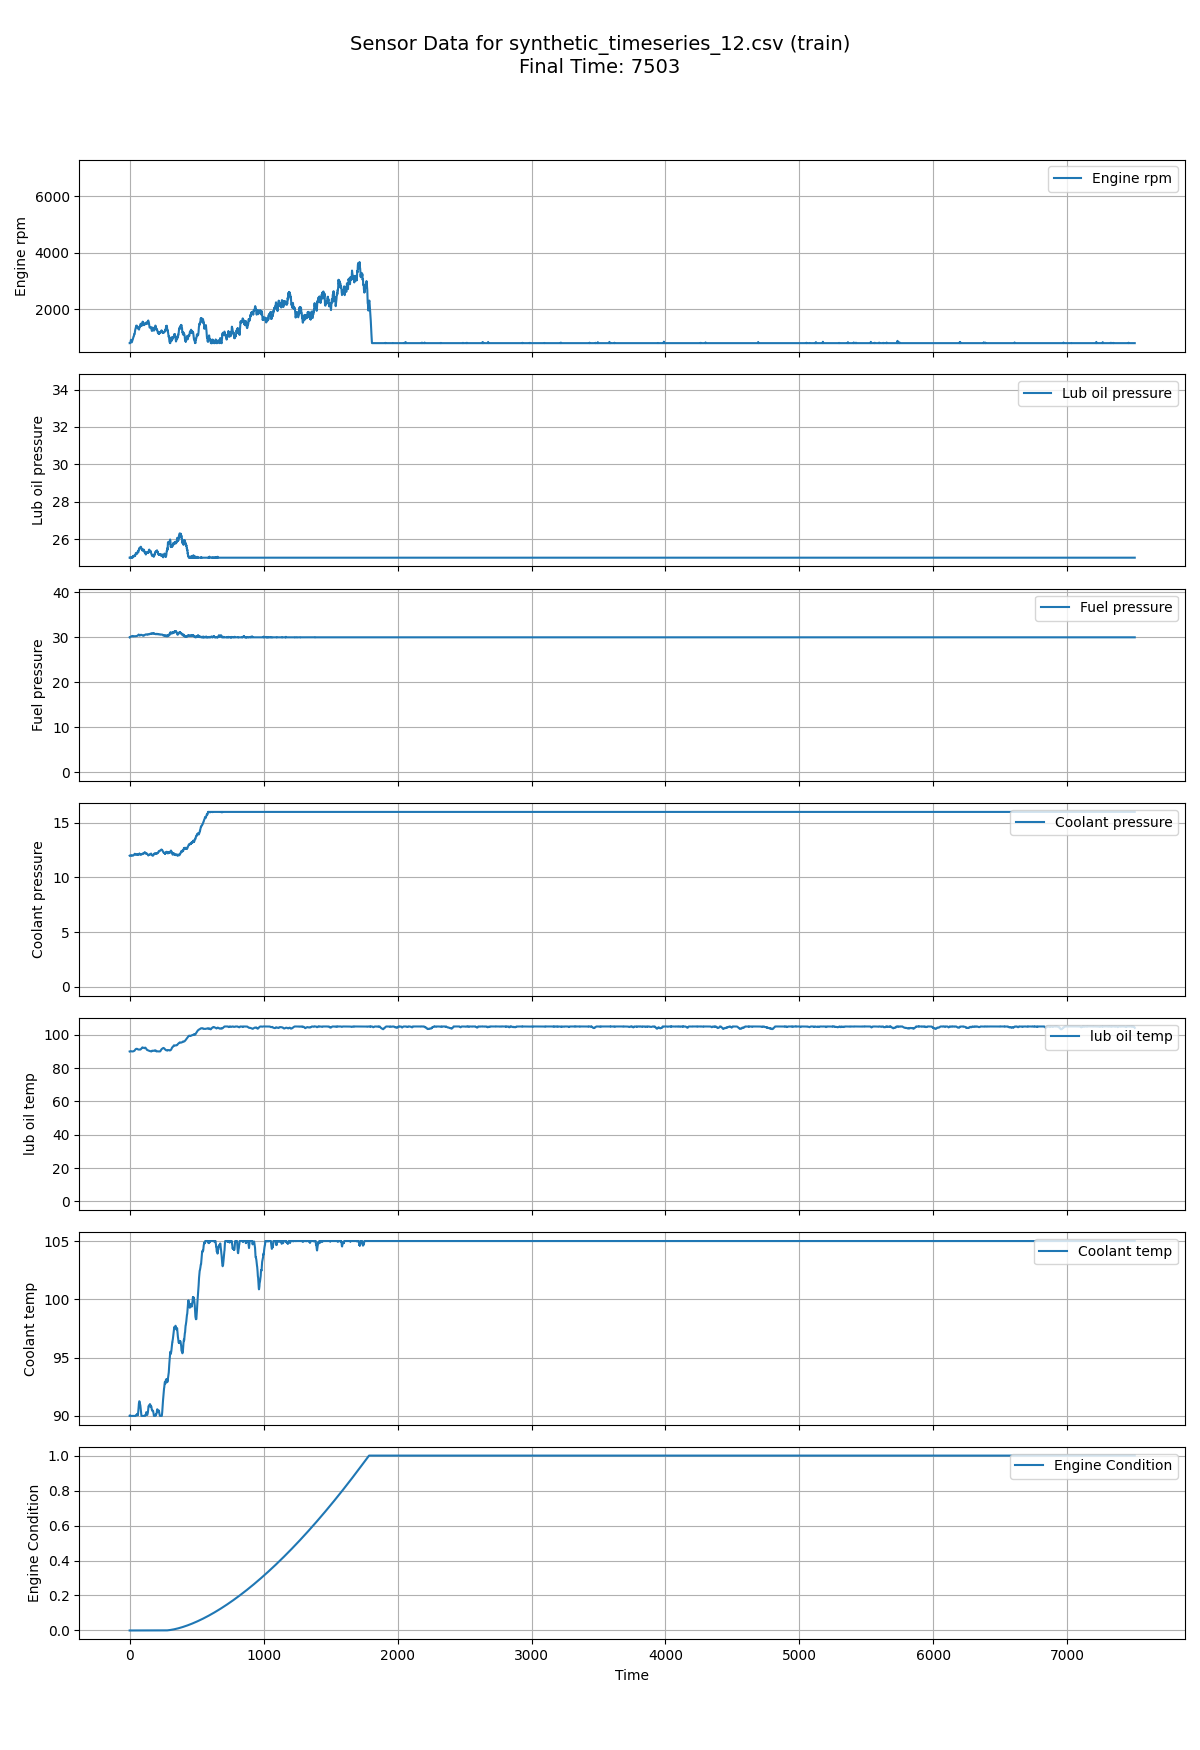 Sensor Data for synthetic_timeseries_12.csv (train)
Final Time: 7503
Engine rpm
6000
4000
2000
Engine rpm
Lub oil pressure
34
32
30
28
26
Lub oil pressure
Fuel pressure
40
30
20
10
0
Fuel pressure
Coolant pressure
15
10
5
0
Coolant pressure
lub oil temp
100
80
60
40
20
0
lub oil temp
Coolant temp
105
100
95
90
Coolant temp
Engine Condition
1.0
0.8
0.6
0.4
0.2
0.0
Engine Condition
0 1000 2000 3000 4000 5000 6000 7000
Time